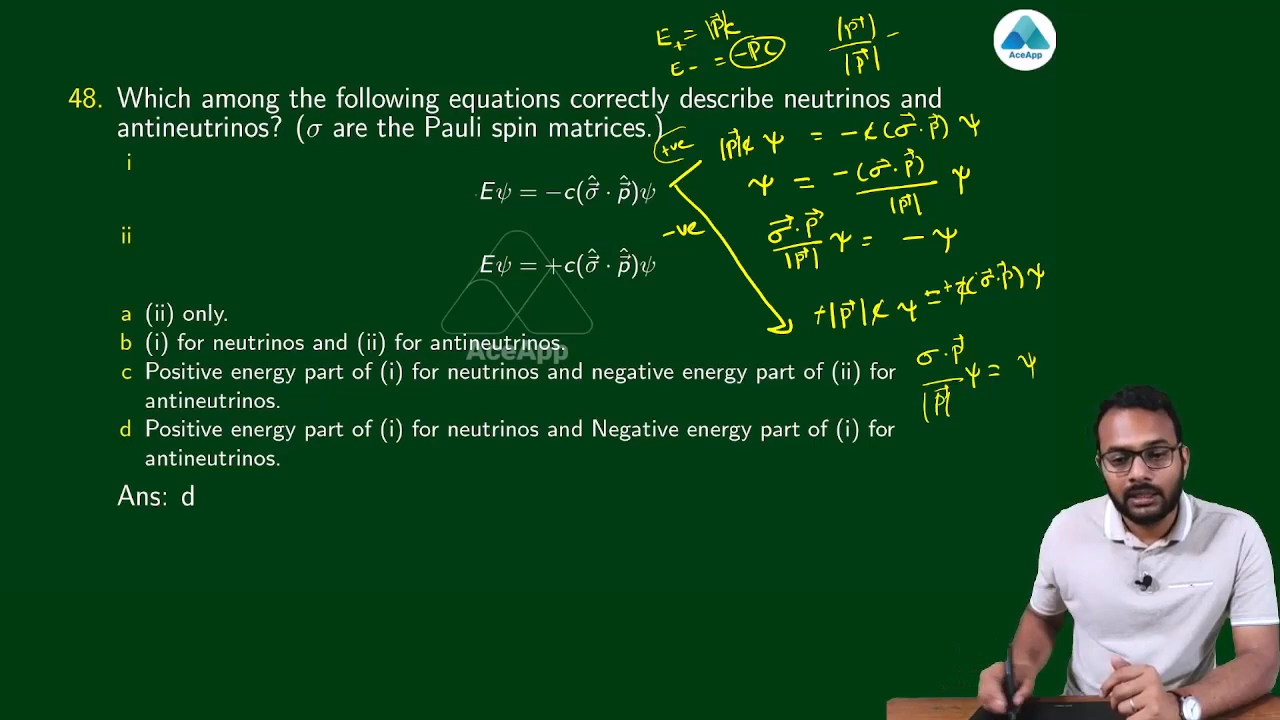 E₊ = |p⃗|c
E₋ = -pc
|p⃗| / |p⃗| -
AceApp
48. Which among the following equations correctly describe neutrinos and
antineutrinos? (σ are the Pauli spin matrices.)
+ve |p⃗|c ψ = -c(σ⃗·p⃗)ψ
i
Eψ = −c(σ̂⃗ · p̂⃗)ψ
ψ = -(σ⃗·p⃗) / |p⃗| ψ
-ve σ⃗·p⃗ / |p⃗| ψ = -ψ
ii
Eψ = +c(σ̂⃗ · p̂⃗)ψ
+|p⃗|c ψ = +c(σ⃗·p⃗)ψ
a (ii) only.
b (i) for neutrinos and (ii) for antineutrinos.
AceApp
c Positive energy part of (i) for neutrinos and negative energy part of (ii) for
antineutrinos.
σ·p⃗ / |p⃗| ψ = ψ
d Positive energy part of (i) for neutrinos and Negative energy part of (i) for
antineutrinos.
Ans: d